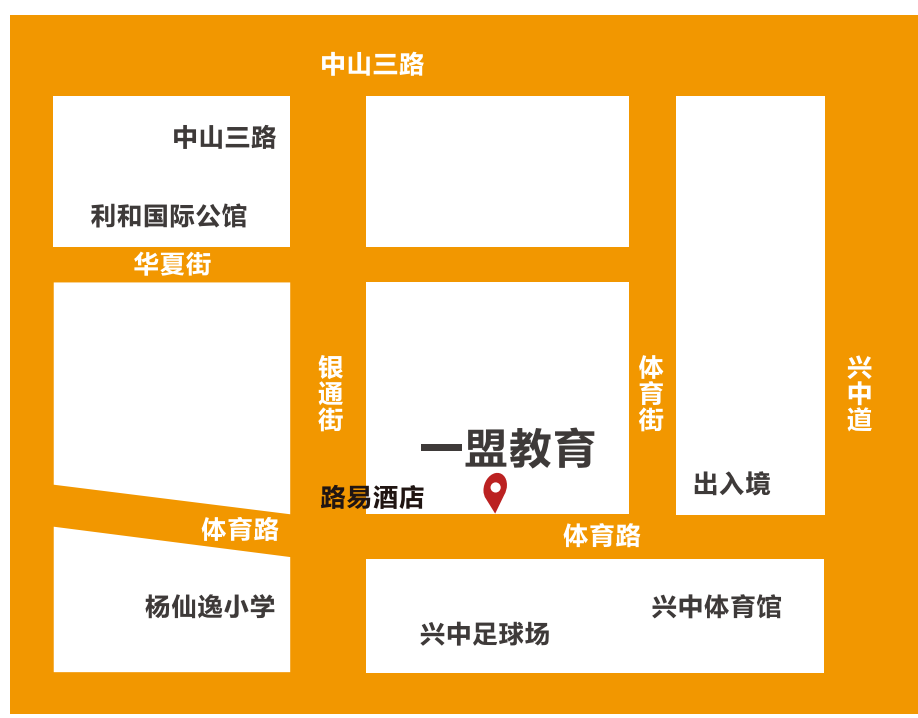 中山三路
中山三路
利和国际公馆
华夏街
银通街
体育街
兴中道
一盟教育
出入境
路易酒店
体育路
体育路
杨仙逸小学
兴中体育馆
兴中足球场